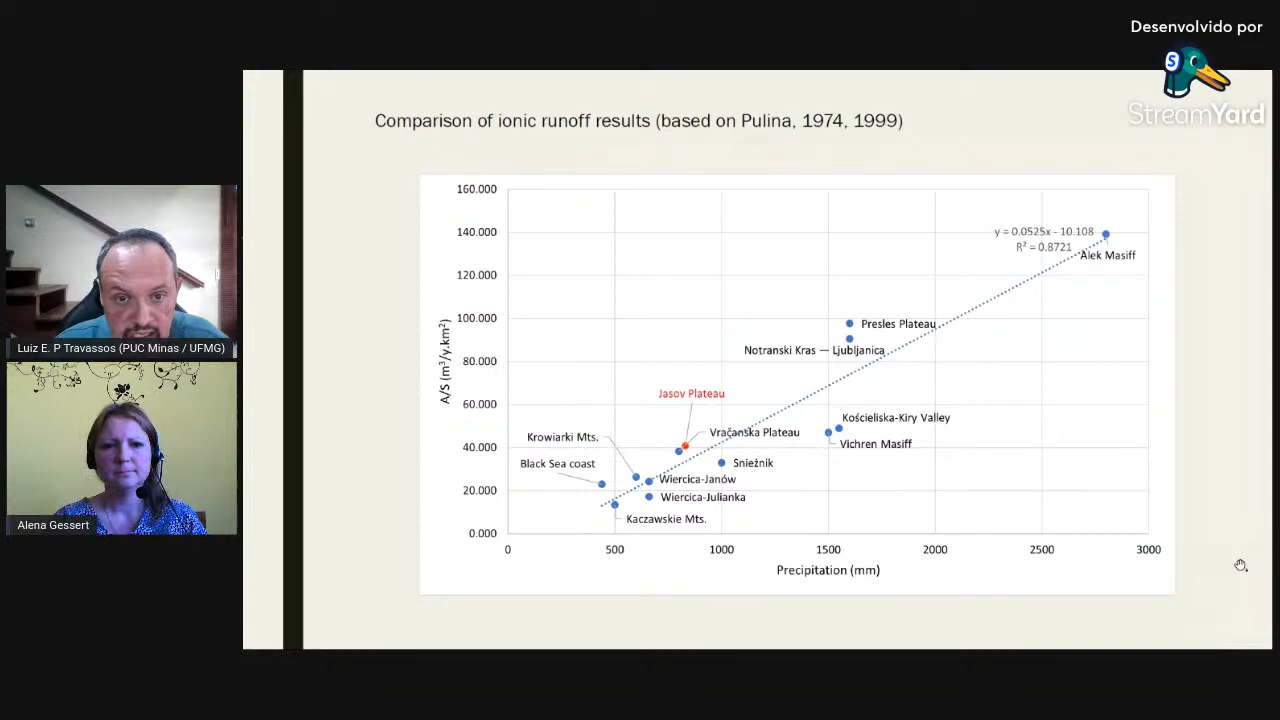 Desenvolvido por
StreamYard
Comparison of ionic runoff results (based on Pulina, 1974, 1999)
160.000
140.000
120.000
100.000
80.000
60.000
40.000
20.000
0.000
A/S (m³/y.km²)
y = 0.0525x - 10.108
R² = 0.8721
Alek Masiff
Presles Plateau
Notranski Kras — Ljubljanica
Jasov Plateau
Kościeliska-Kiry Valley
Vračanska Plateau
Krowiarki Mts.
Vichren Masiff
Black Sea coast
Snieżnik
Wiercica-Janów
Wiercica-Julianka
Kaczawskie Mts.
0 500 1000 1500 2000 2500 3000
Precipitation (mm)
Luiz E. P Travassos (PUC Minas / UFMG)
Alena Gessert